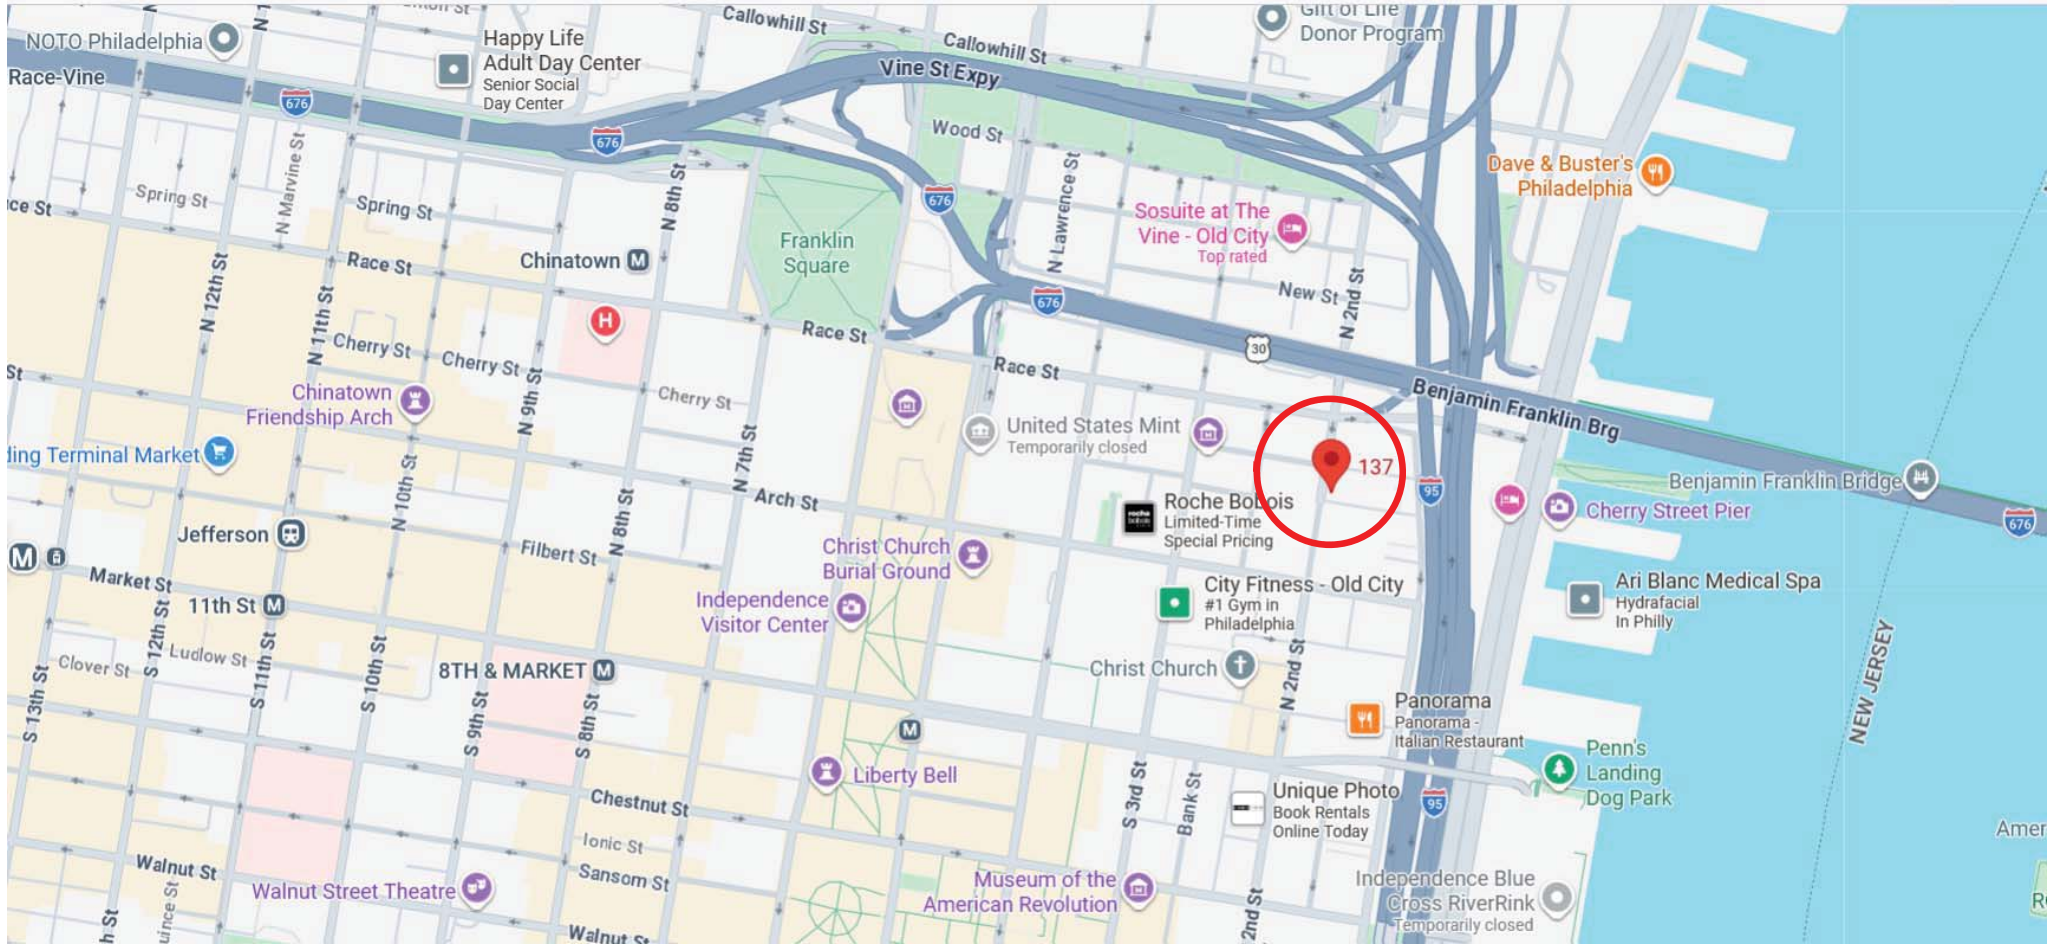 Callowhill St
Callowhill St
Gift of Life
Donor Program
NOTO Philadelphia
Happy Life
Adult Day Center
Senior Social
Day Center
Race-Vine
Vine St Expy
676
676
Wood St
N Marvine St
Spring St
Spring St
N 8th St
676
N Lawrence St
Dave & Buster's
Philadelphia
Sosuite at The
Vine - Old City
Top rated
Franklin
Square
Chinatown
M
Race St
N 12th St
N 11th St
New St
N 2nd St
676
30
H
Race St
Race St
Cherry St
Cherry St
N 9th St
Cherry St
Chinatown
Friendship Arch
Benjamin Franklin Brg
United States Mint
Temporarily closed
137
ding Terminal Market
N 10th St
N 7th St
Arch St
95
Benjamin Franklin Bridge
676
Roche Bobois
Limited-Time
Special Pricing
roche
bobois
Cherry Street Pier
Jefferson
N 8th St
Filbert St
Christ Church
Burial Ground
M
Market St
11th St
M
Independence
Visitor Center
City Fitness - Old City
#1 Gym in
Philadelphia
Ari Blanc Medical Spa
Hydrafacial
In Philly
NEW JERSEY
Clover St
S 12th St
Ludlow St
S 11th St
S 10th St
8TH & MARKET
M
Christ Church
N 2nd St
S 13th St
S 9th St
S 8th St
M
Panorama
Panorama -
Italian Restaurant
Penn's
Landing
Dog Park
Liberty Bell
Chestnut St
S 3rd St
Bank St
Unique Photo
Book Rentals
Online Today
95
Amer
Ionic St
Sansom St
Walnut St
Walnut Street Theatre
Museum of the
American Revolution
Independence Blue
Cross RiverRink
Temporarily closed
uince St
h St
Walnut St
2nd St